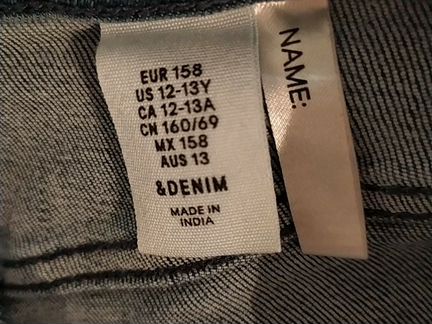 EUR 158
US 12-13Y
CA 12-13A
CN 160/69
MX 158
AUS 13
&DENIM
MADE IN
INDIA
NAME: